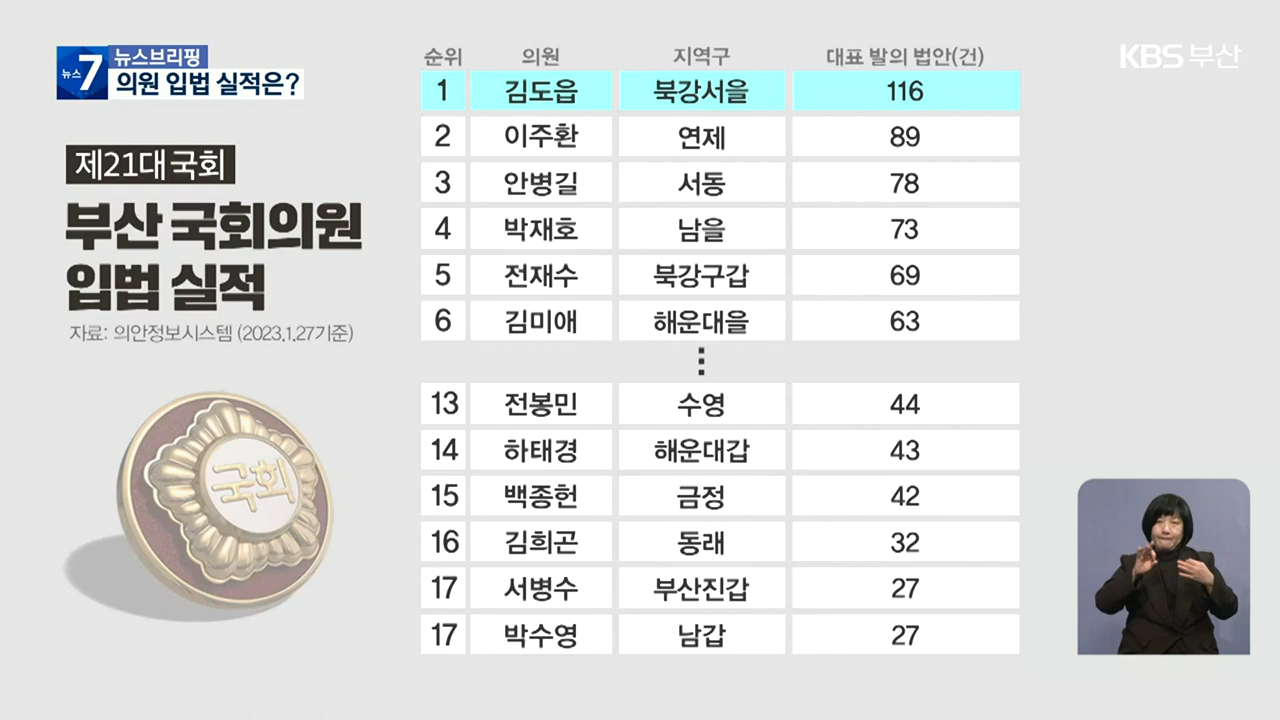 뉴스 7 뉴스브리핑
의원 입법 실적은?
KBS 부산
제21대 국회
부산 국회의원
입법 실적
자료: 의안정보시스템 (2023.1.27기준)
국회
순위 의원 지역구 대표 발의 법안(건)
1 김도읍 북강서을 116
2 이주환 연제 89
3 안병길 서동 78
4 박재호 남을 73
5 전재수 북강구갑 69
6 김미애 해운대을 63
⋮
13 전봉민 수영 44
14 하태경 해운대갑 43
15 백종헌 금정 42
16 김희곤 동래 32
17 서병수 부산진갑 27
17 박수영 남갑 27